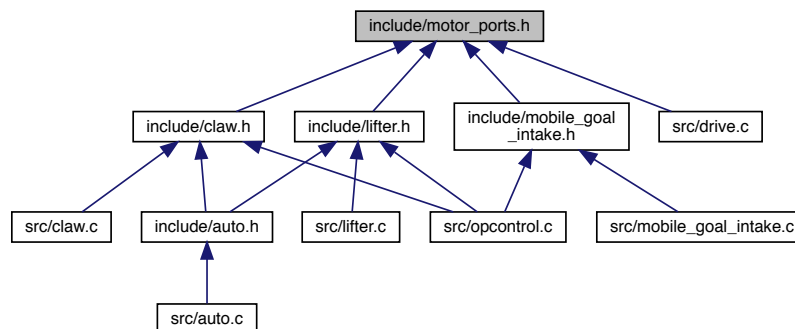 include/motor_ports.h
include/claw.h
include/lifter.h
include/mobile_goal
_intake.h
src/drive.c
src/claw.c
include/auto.h
src/lifter.c
src/opcontrol.c
src/mobile_goal_intake.c
src/auto.c